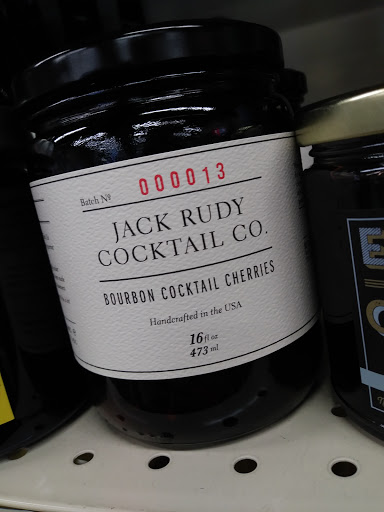 Batch Nº 000013
JACK RUDY
COCKTAIL CO.
BOURBON COCKTAIL CHERRIES
Handcrafted in the USA
16 fl oz
473 ml